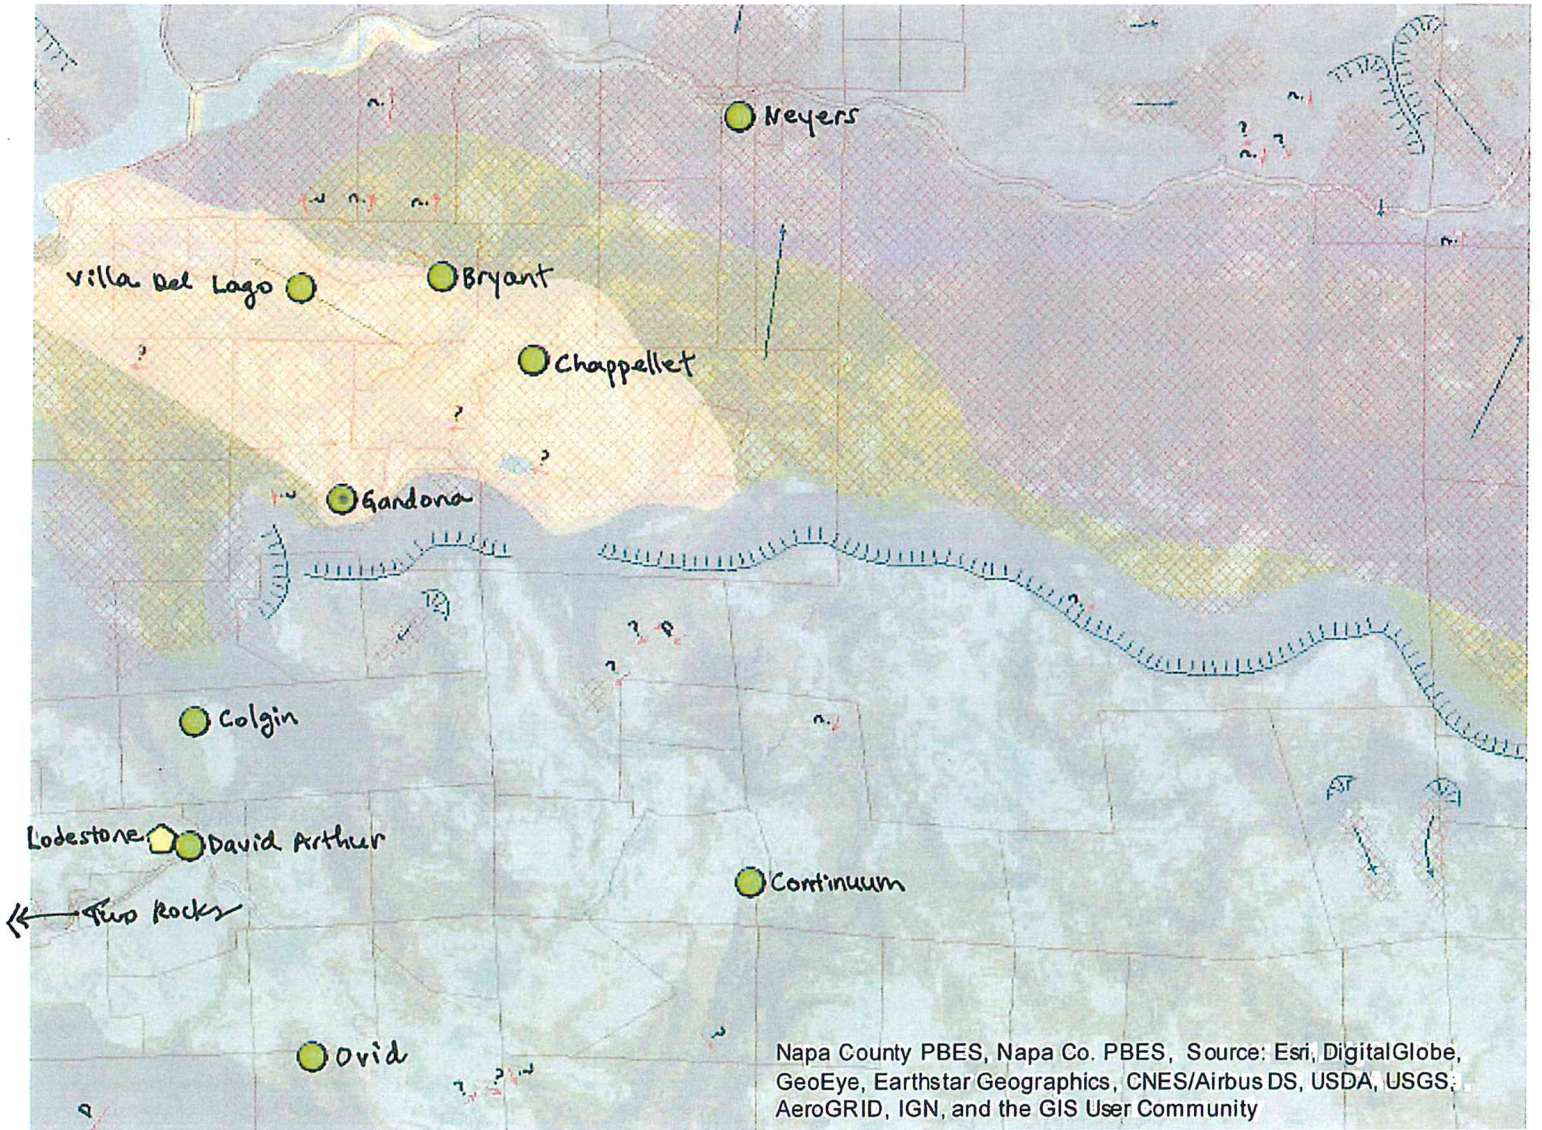 Neyers
Villa Del Lago
Bryant
Chappellet
Gandona
Colgin
Lodestone
David Arthur
Two Rocks
Continuum
Ovid
?
?
?
?
?
?
?
?
Napa County PBES, Napa Co. PBES, Source: Esri, DigitalGlobe,
GeoEye, Earthstar Geographics, CNES/Airbus DS, USDA, USGS,
AeroGRID, IGN, and the GIS User Community